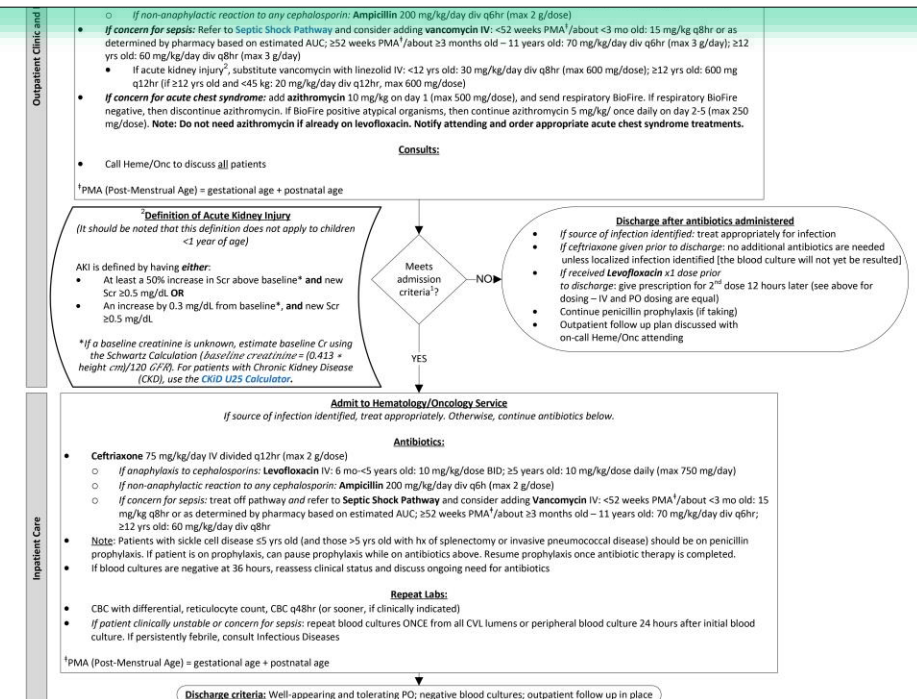 Outpatient Clinic and
o If non-anaphylactic reaction to any cephalosporin: Ampicillin 200 mg/kg/day div q6hr (max 2 g/dose)
• If concern for sepsis: Refer to Septic Shock Pathway and consider adding vancomycin IV: <52 weeks PMA†/about <3 mo old: 15 mg/kg q8hr or as
determined by pharmacy based on estimated AUC; ≥52 weeks PMA†/about ≥3 months old – 11 years old: 70 mg/kg/day div q6hr (max 3 g/day); ≥12
yrs old: 60 mg/kg/day div q8hr (max 3 g/day)
• If acute kidney injury2, substitute vancomycin with linezolid IV: <12 yrs old: 30 mg/kg/day div q8hr (max 600 mg/dose); ≥12 yrs old: 600 mg
q12hr (if ≥12 yrs old and <45 kg: 20 mg/kg/day div q12hr, max 600 mg/dose)
• If concern for acute chest syndrome: add azithromycin 10 mg/kg on day 1 (max 500 mg/dose), and send respiratory BioFire. If respiratory BioFire
negative, then discontinue azithromycin. If BioFire positive atypical organisms, then continue azithromycin 5 mg/kg/ once daily on day 2-5 (max 250
mg/dose). Note: Do not need azithromycin if already on levofloxacin. Notify attending and order appropriate acute chest syndrome treatments.
Consults:
• Call Heme/Onc to discuss all patients
†PMA (Post-Menstrual Age) = gestational age + postnatal age
2Definition of Acute Kidney Injury
(It should be noted that this definition does not apply to children
<1 year of age)
AKI is defined by having either:
• At least a 50% increase in Scr above baseline* and new
Scr ≥0.5 mg/dL OR
• An increase by 0.3 mg/dL from baseline*, and new Scr
≥0.5 mg/dL
*If a baseline creatinine is unknown, estimate baseline Cr using
the Schwartz Calculation (baseline creatinine = (0.413 *
height cm)/120 GFR). For patients with Chronic Kidney Disease
(CKD), use the CKiD U25 Calculator.
Meets
admission
criteria1?
NO
YES
Discharge after antibiotics administered
• If source of infection identified: treat appropriately for infection
• If ceftriaxone given prior to discharge: no additional antibiotics are needed
unless localized infection identified [the blood culture will not yet be resulted]
• If received Levofloxacin x1 dose prior
to discharge: give prescription for 2nd dose 12 hours later (see above for
dosing – IV and PO dosing are equal)
• Continue penicillin prophylaxis (if taking)
• Outpatient follow up plan discussed with
on-call Heme/Onc attending
Inpatient Care
Admit to Hematology/Oncology Service
If source of infection identified, treat appropriately. Otherwise, continue antibiotics below.
Antibiotics:
• Ceftriaxone 75 mg/kg/day IV divided q12hr (max 2 g/dose)
o If anaphylaxis to cephalosporins: Levofloxacin IV: 6 mo-<5 years old: 10 mg/kg/dose BID; ≥5 years old: 10 mg/kg/dose daily (max 750 mg/day)
o If non-anaphylactic reaction to any cephalosporin: Ampicillin 200 mg/kg/day div q6h (max 2 g/dose)
o If concern for sepsis: treat off pathway and refer to Septic Shock Pathway and consider adding Vancomycin IV: <52 weeks PMA†/about <3 mo old: 15
mg/kg q8hr or as determined by pharmacy based on estimated AUC; ≥52 weeks PMA†/about ≥3 months old – 11 years old: 70 mg/kg/day div q6hr;
≥12 yrs old: 60 mg/kg/day div q8hr
• Note: Patients with sickle cell disease ≤5 yrs old (and those >5 yrs old with hx of splenectomy or invasive pneumococcal disease) should be on penicillin
prophylaxis. If patient is on prophylaxis, can pause prophylaxis while on antibiotics above. Resume prophylaxis once antibiotic therapy is completed.
• If blood cultures are negative at 36 hours, reassess clinical status and discuss ongoing need for antibiotics
Repeat Labs:
• CBC with differential, reticulocyte count, CBC q48hr (or sooner, if clinically indicated)
• If patient clinically unstable or concern for sepsis: repeat blood cultures ONCE from all CVL lumens or peripheral blood culture 24 hours after initial blood
culture. If persistently febrile, consult Infectious Diseases
†PMA (Post-Menstrual Age) = gestational age + postnatal age
Discharge criteria: Well-appearing and tolerating PO; negative blood cultures; outpatient follow up in place